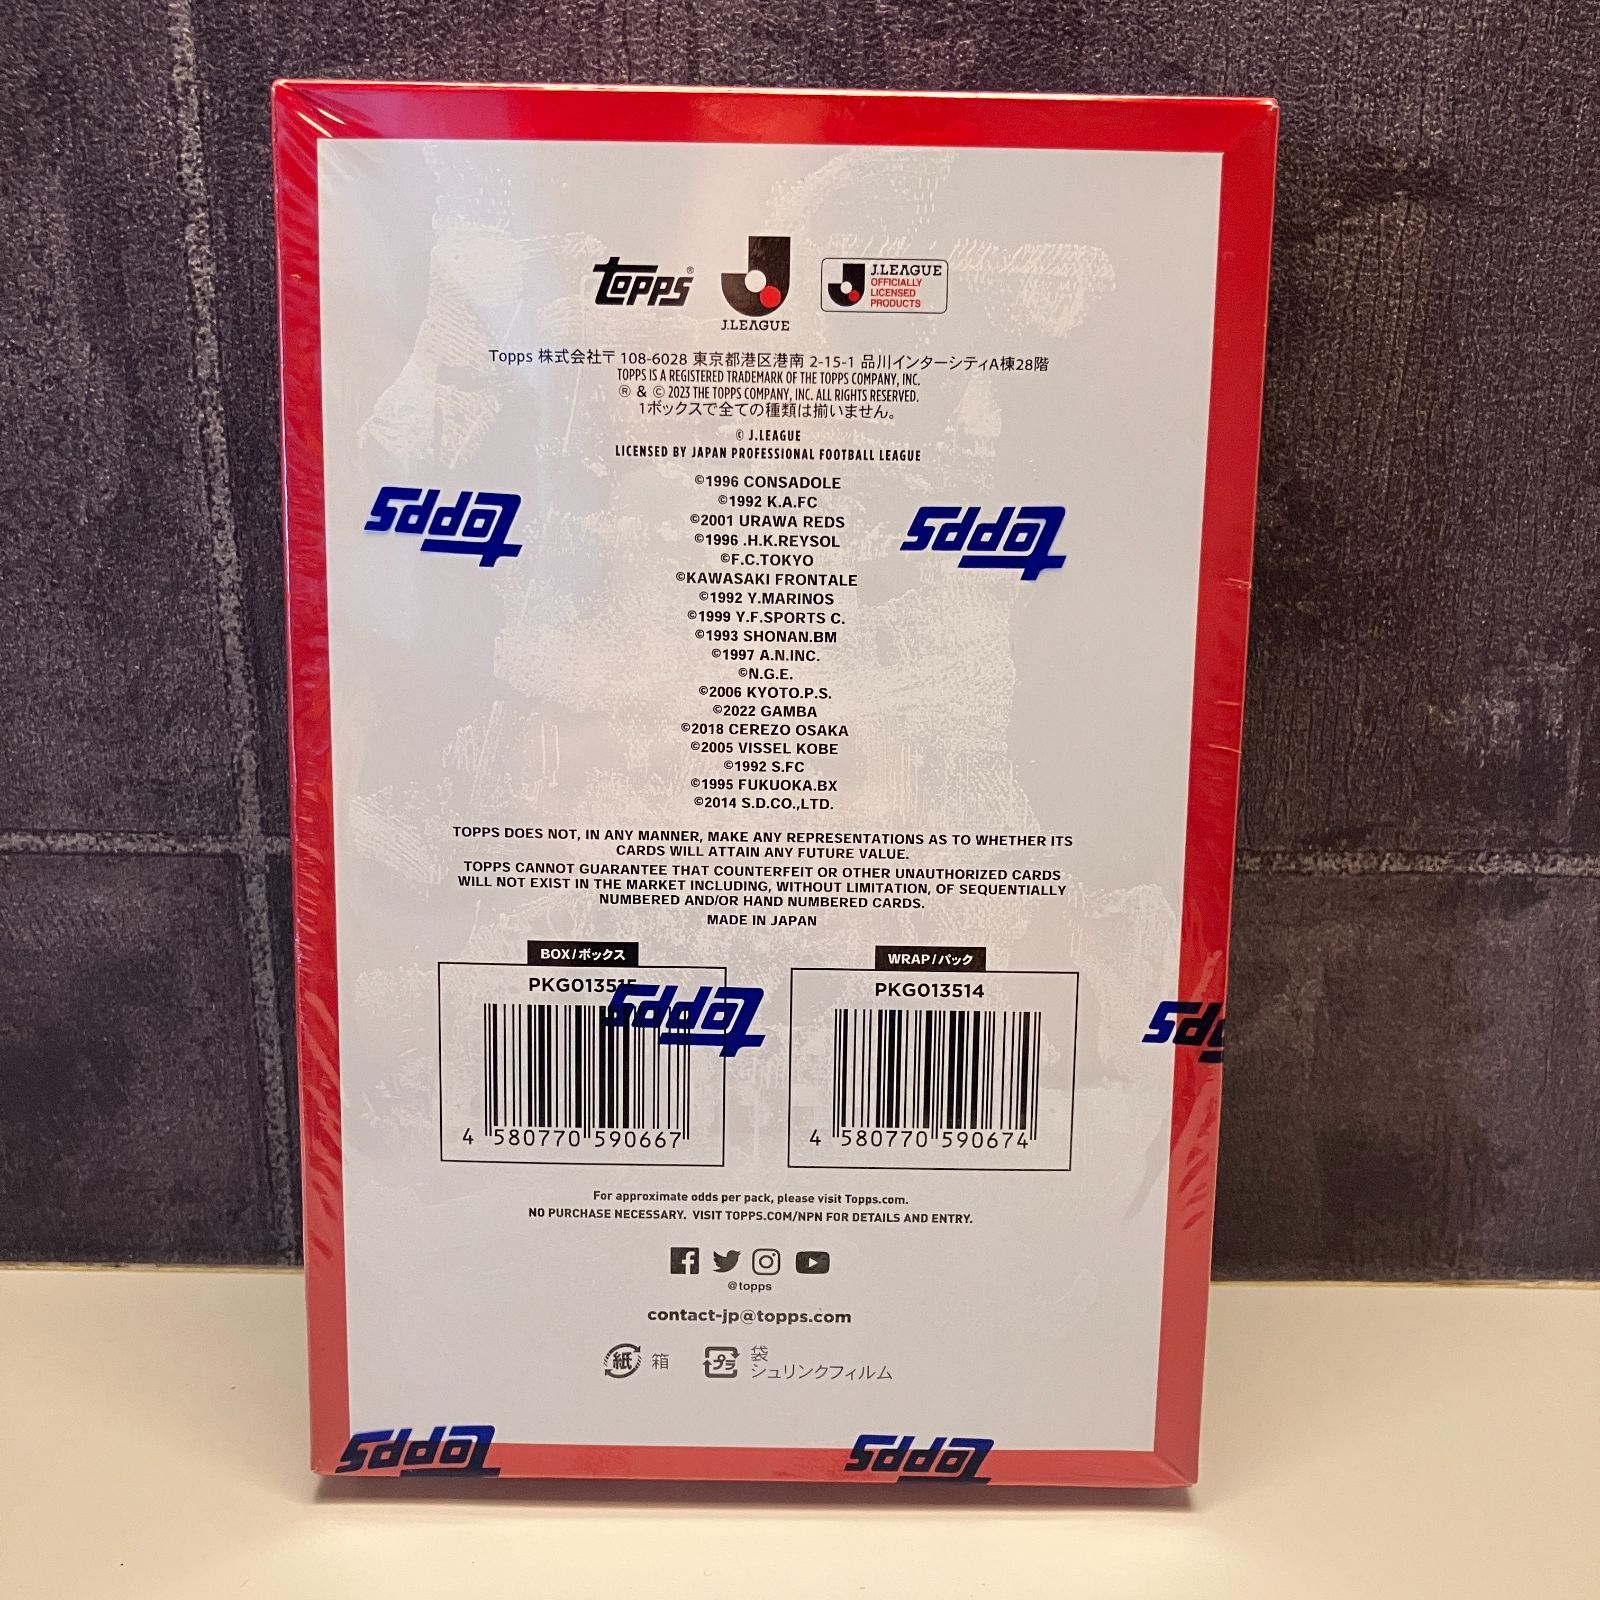 topps®
J.LEAGUE
J.LEAGUE
OFFICIALLY
LICENSED
PRODUCTS
Topps 株式会社〒108-6028 東京都港区港南 2-15-1 品川インターシティA棟28階
TOPPS IS A REGISTERED TRADEMARK OF THE TOPPS COMPANY, INC.
® & © 2023 THE TOPPS COMPANY, INC. ALL RIGHTS RESERVED.
1ボックスで全ての種類は揃いません。
© J.LEAGUE
LICENSED BY JAPAN PROFESSIONAL FOOTBALL LEAGUE
©1996 CONSADOLE
©1992 K.A.FC
©2001 URAWA REDS
©1996 .H.K.REYSOL
©F.C.TOKYO
©KAWASAKI FRONTALE
©1992 Y.MARINOS
©1999 Y.F.SPORTS C.
©1993 SHONAN.BM
©1997 A.N.INC.
©N.G.E.
©2006 KYOTO.P.S.
©2022 GAMBA
©2018 CEREZO OSAKA
©2005 VISSEL KOBE
©1992 S.FC
©1995 FUKUOKA.BX
©2014 S.D.CO.,LTD.
topps
topps
TOPPS DOES NOT, IN ANY MANNER, MAKE ANY REPRESENTATIONS AS TO WHETHER ITS
CARDS WILL ATTAIN ANY FUTURE VALUE.
TOPPS CANNOT GUARANTEE THAT COUNTERFEIT OR OTHER UNAUTHORIZED CARDS
WILL NOT EXIST IN THE MARKET INCLUDING, WITHOUT LIMITATION, OF SEQUENTIALLY
NUMBERED AND/OR HAND NUMBERED CARDS.
MADE IN JAPAN
BOX/ボックス
PKG013515
topps
4 580770 590667
WRAP/パック
PKG013514
4 580770 590674
topps
For approximate odds per pack, please visit Topps.com.
NO PURCHASE NECESSARY. VISIT TOPPS.COM/NPN FOR DETAILS AND ENTRY.
@topps
contact-jp@topps.com
紙 箱
プラ 袋
シュリンクフィルム
topps
topps